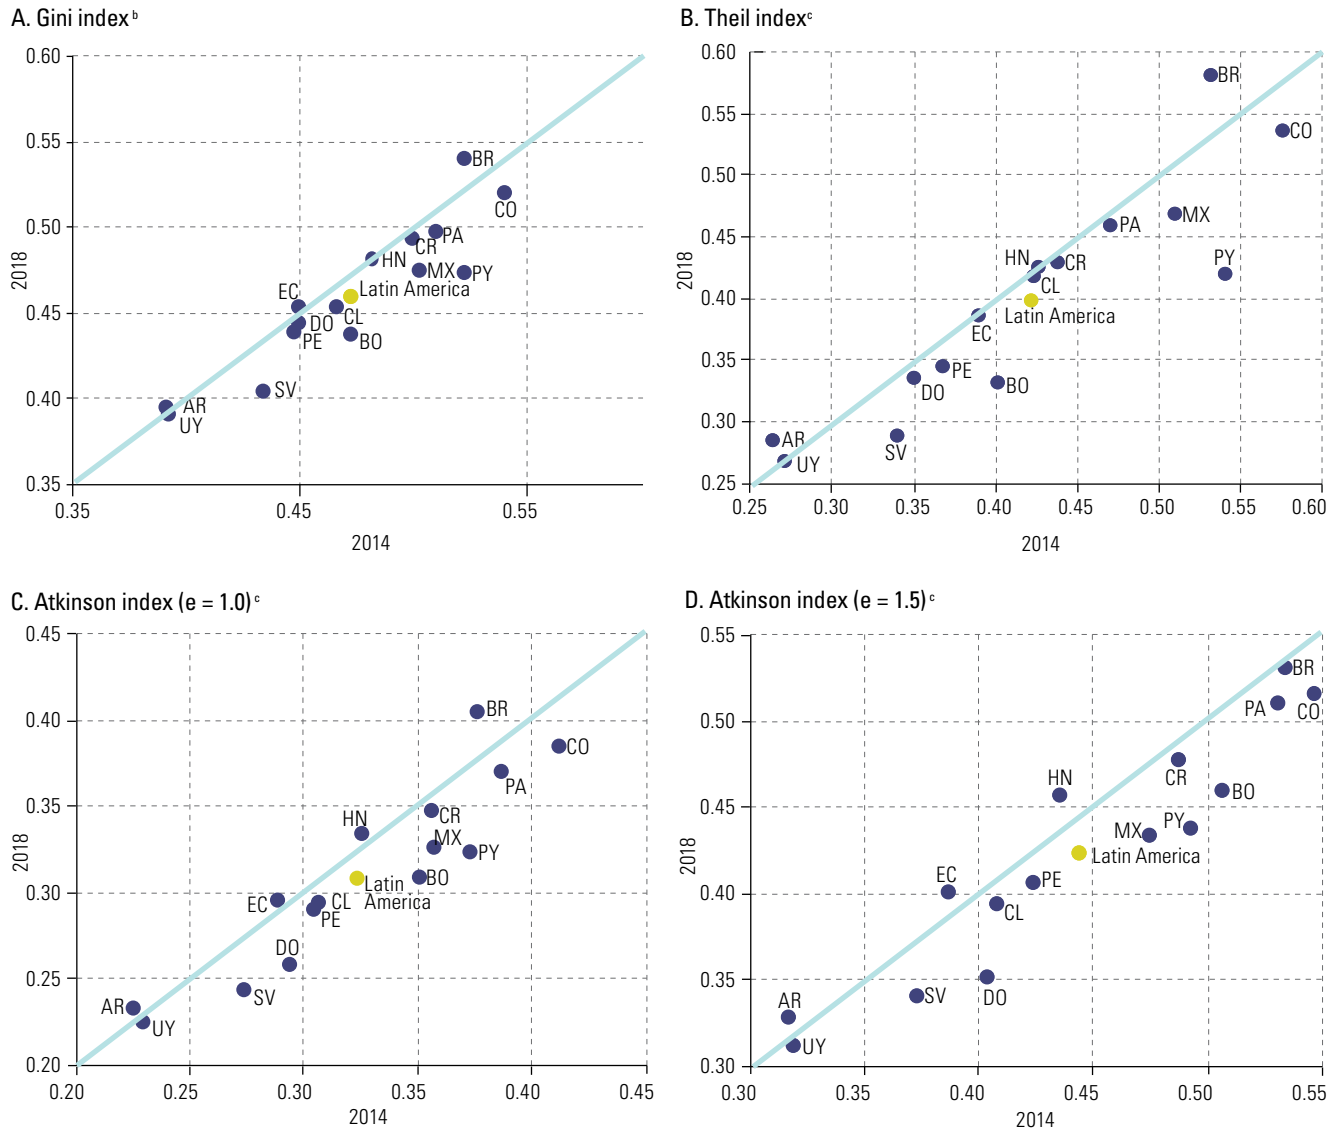 A. Gini index b
0.60
0.55
0.50
0.45
0.40
0.35
2018
BR
CO
PA
CR
HN
MX
PY
Latin America
EC
DO
CL
PE
BO
SV
AR
UY
0.35
0.45
0.55
2014
B. Theil index c
0.60
0.55
0.50
0.45
0.40
0.35
0.30
0.25
2018
BR
CO
MX
PA
PY
HN
CR
CL
Latin America
EC
PE
DO
BO
AR
SV
UY
0.25
0.30
0.35
0.40
0.45
0.50
0.55
0.60
2014
C. Atkinson index (e = 1.0) c
0.45
0.40
0.35
0.30
0.25
0.20
2018
BR
CO
PA
CR
HN
MX
PY
BO
Latin
America
EC
CL
PE
DO
SV
AR
UY
0.20
0.25
0.30
0.35
0.40
0.45
2014
D. Atkinson index (e = 1.5) c
0.55
0.50
0.45
0.40
0.35
0.30
2018
BR
PA
CO
CR
HN
BO
PY
MX
Latin America
EC
PE
CL
SV
DO
AR
UY
0.30
0.35
0.40
0.45
0.50
0.55
2014